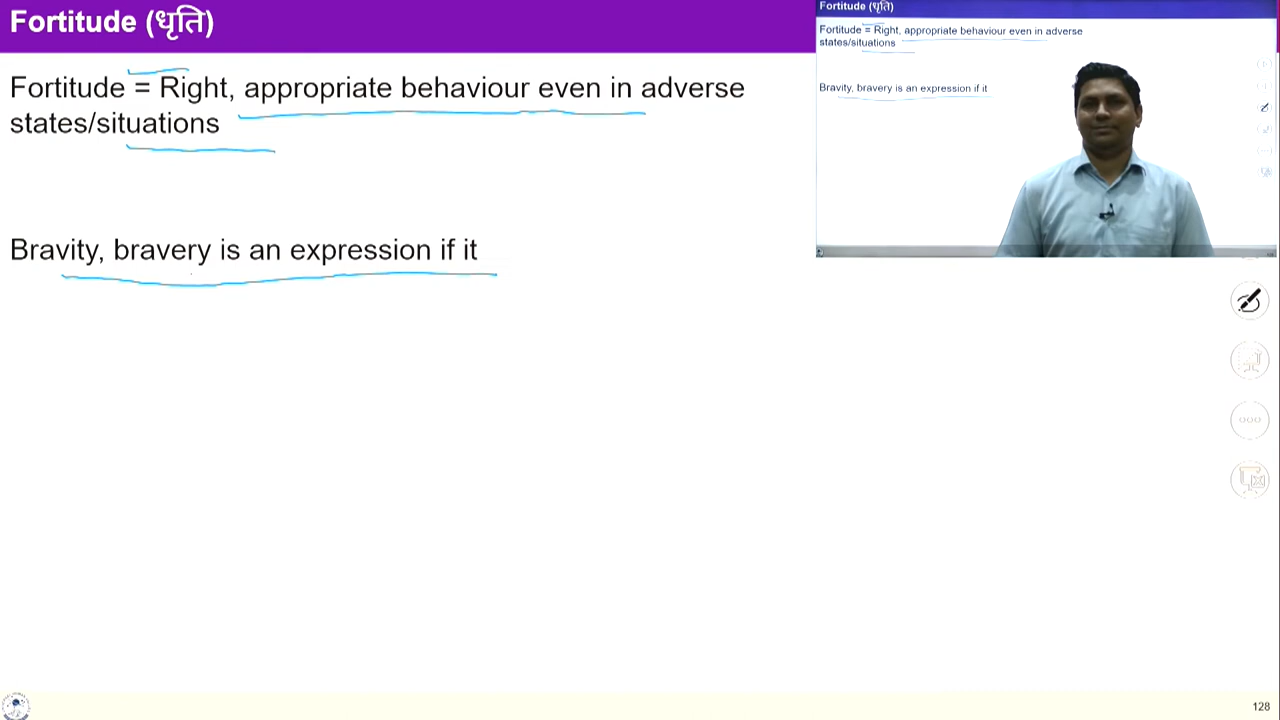 Fortitude (धृति)
Fortitude = Right, appropriate behaviour even in adverse
states/situations
Bravity, bravery is an expression if it
Fortitude (धृति)
Fortitude = Right, appropriate behaviour even in adverse
states/situations
Bravity, bravery is an expression if it
128